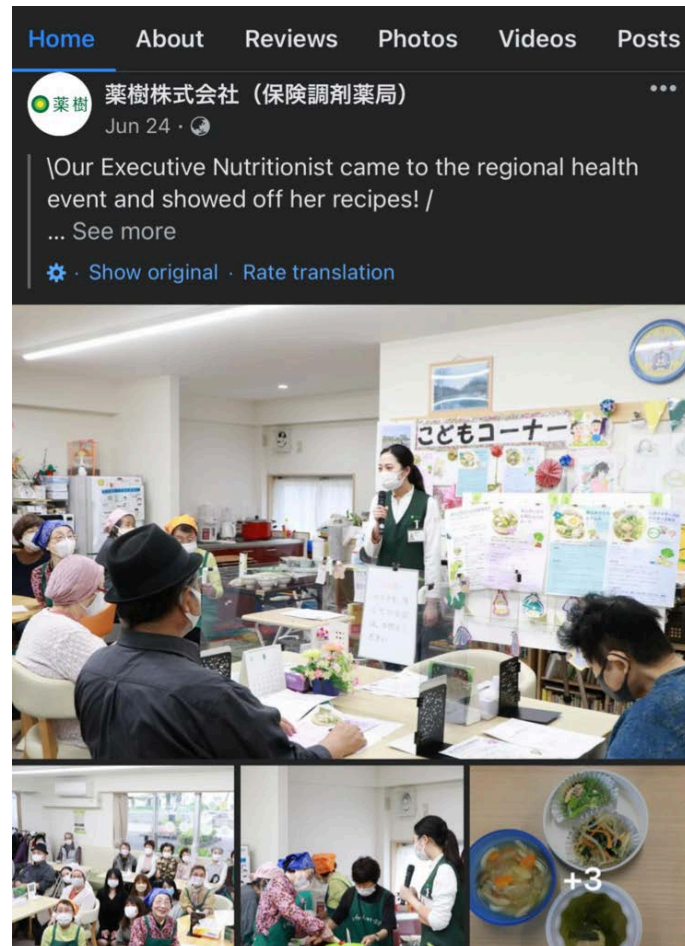 Home About Reviews Photos Videos Posts
薬樹
薬樹株式会社（保険調剤薬局）
Jun 24 ·
\Our Executive Nutritionist came to the regional health
event and showed off her recipes! /
... See more
· Show original · Rate translation
こどもコーナー
+3